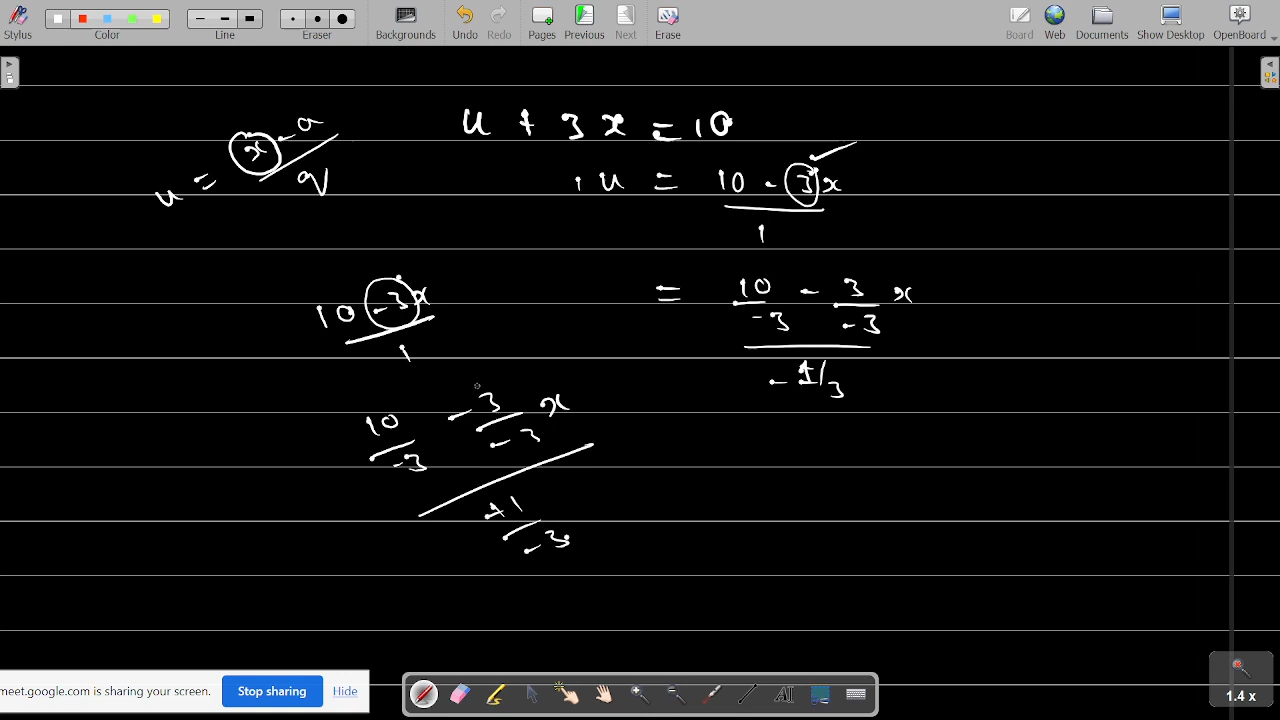 Stylus Color Line Eraser Backgrounds Undo Redo Pages Previous Next Erase Board Web Documents Show Desktop OpenBoard
u + 3x = 10
u = x - a / q
u = 10 - 3x / 1
= 10/-3 - 3/-3 x / -1/3
10 - 3x / 1
10/-3 -3/-3 x / +1/-3
meet.google.com is sharing your screen. Stop sharing Hide
1.4 x